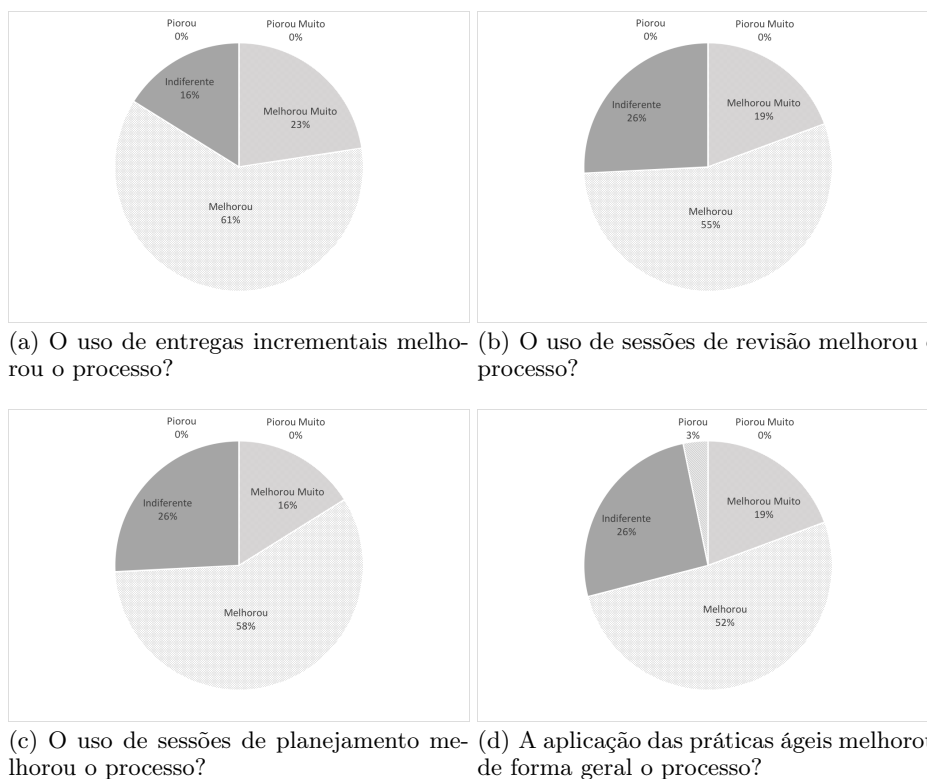 Piorou
0%
Piorou Muito
0%
Indiferente
16%
Melhorou Muito
23%
Melhorou
61%
(a) O uso de entregas incrementais melho-
rou o processo?
Piorou
0%
Piorou Muito
0%
Indiferente
26%
Melhorou Muito
19%
Melhorou
55%
(b) O uso de sessões de revisão melhorou
processo?
Piorou
0%
Piorou Muito
0%
Indiferente
26%
Melhorou Muito
16%
Melhorou
58%
(c) O uso de sessões de planejamento me-
lhorou o processo?
Piorou
3%
Piorou Muito
0%
Indiferente
26%
Melhorou Muito
19%
Melhorou
52%
(d) A aplicação das práticas ágeis melhorou
de forma geral o processo?